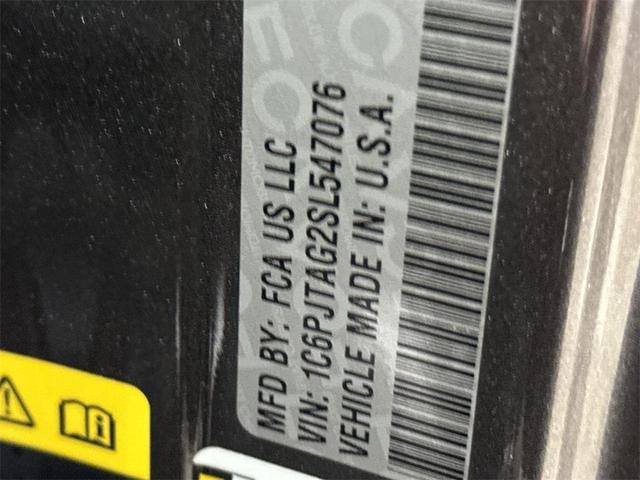 MFD BY: FCA US LLC
VIN: 1C6PJTAG2SL547076
VEHICLE MADE IN: U.S.A.